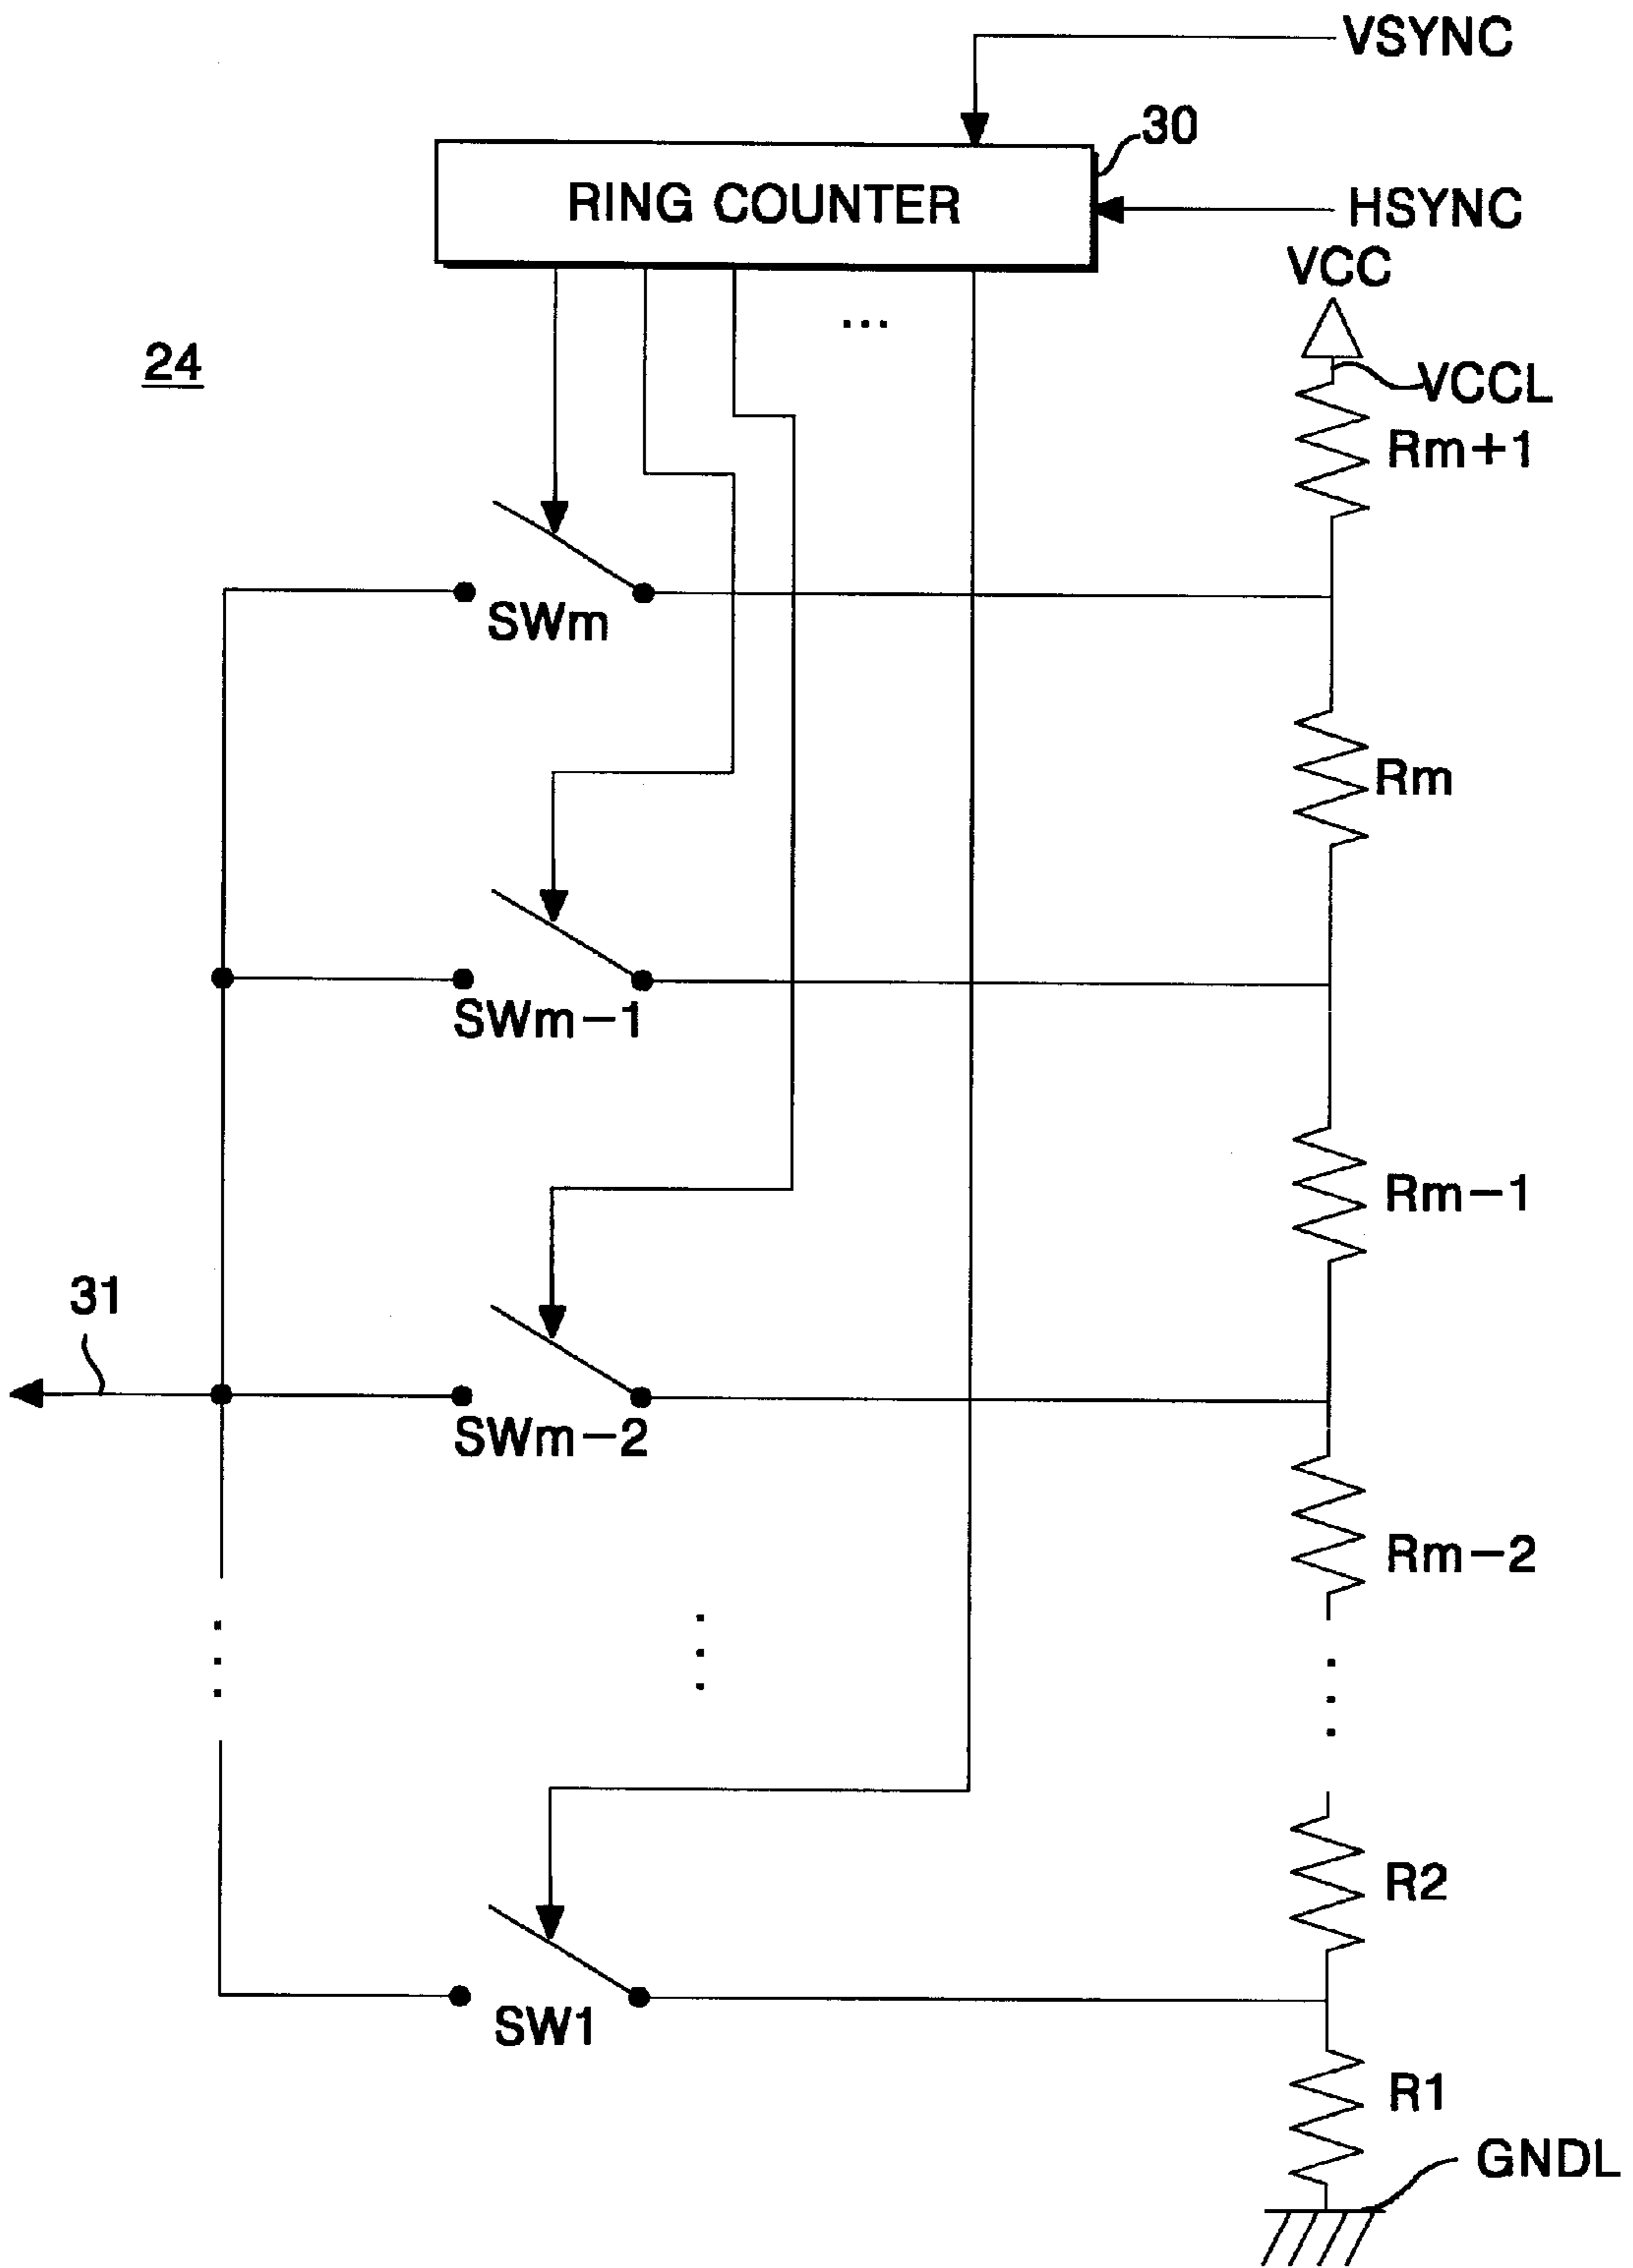 VSYNC
30
RING COUNTER
HSYNC
VCC
...
24
VCCL
Rm+1
SWm
Rm
SWm-1
Rm-1
31
SWm-2
Rm-2
R2
SW1
R1
GNDL